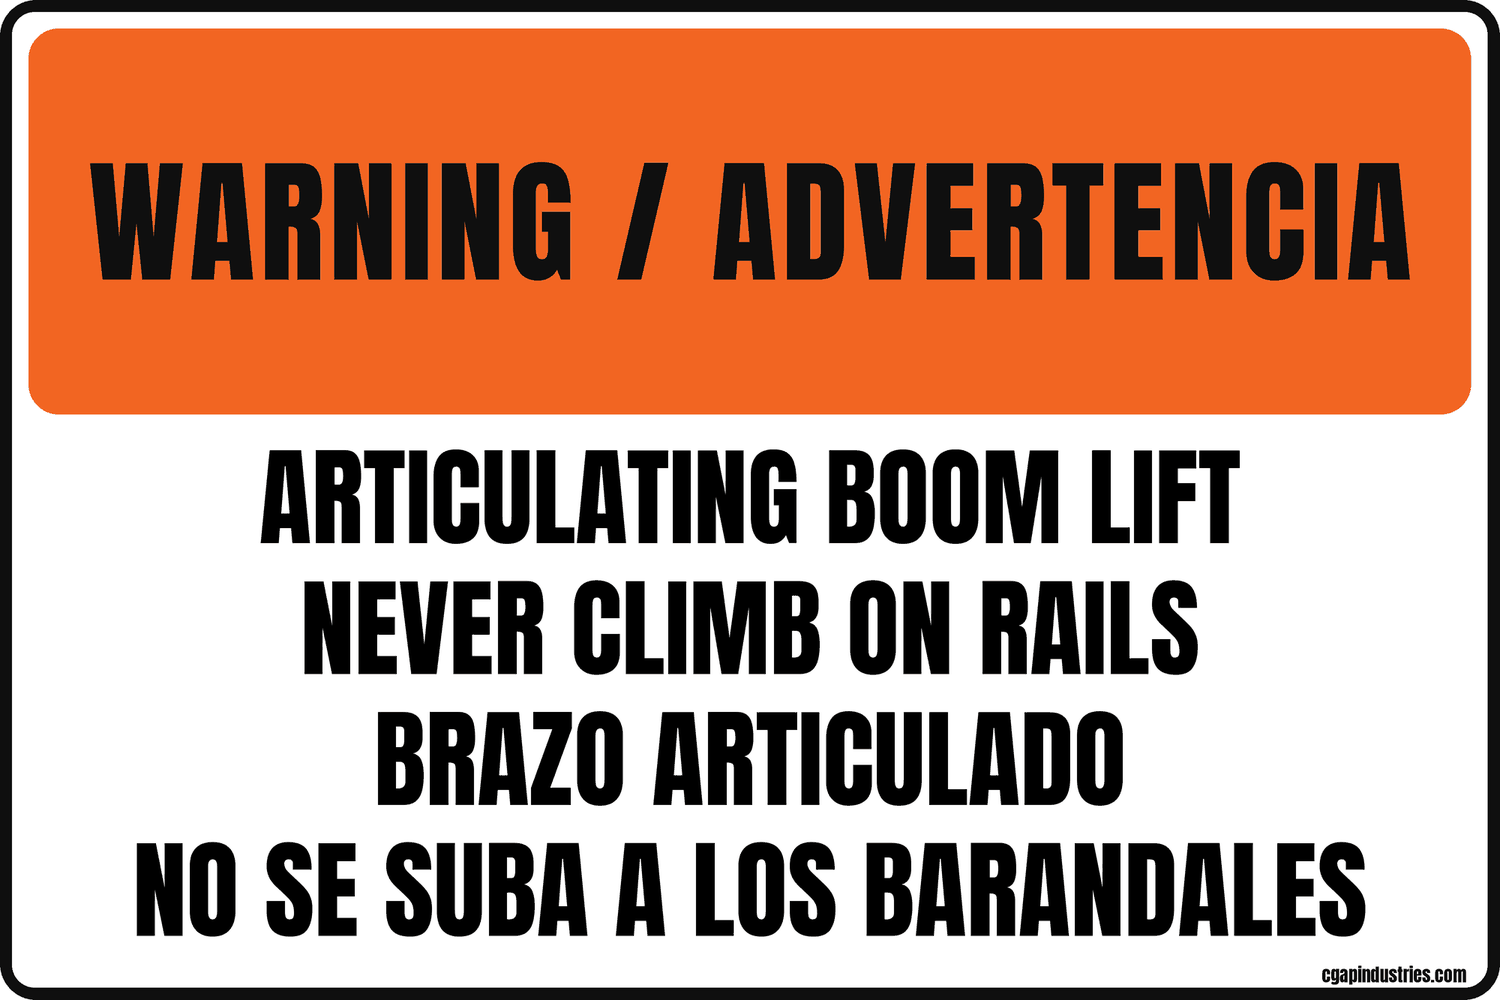 WARNING / ADVERTENCIA
ARTICULATING BOOM LIFT
NEVER CLIMB ON RAILS
BRAZO ARTICULADO
NO SE SUBA A LOS BARANDALES
cgapindustries.com